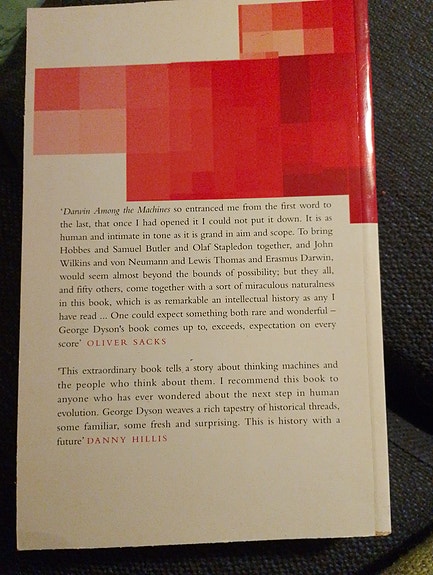 'Darwin Among the Machines so entranced me from the first word to
the last, that once I had opened it I could not put it down. It is as
human and intimate in tone as it is grand in aim and scope. To bring
Hobbes and Samuel Butler and Olaf Stapledon together, and John
Wilkins and von Neumann and Lewis Thomas and Erasmus Darwin,
would seem almost beyond the bounds of possibility; but they all,
and fifty others, come together with a sort of miraculous naturalness
in this book, which is as remarkable an intellectual history as any I
have read ... One could expect something both rare and wonderful –
George Dyson's book comes up to, exceeds, expectation on every
score' OLIVER SACKS
'This extraordinary book tells a story about thinking machines and
the people who think about them. I recommend this book to
anyone who has ever wondered about the next step in human
evolution. George Dyson weaves a rich tapestry of historical threads,
some familiar, some fresh and surprising. This is history with a
future' DANNY HILLIS